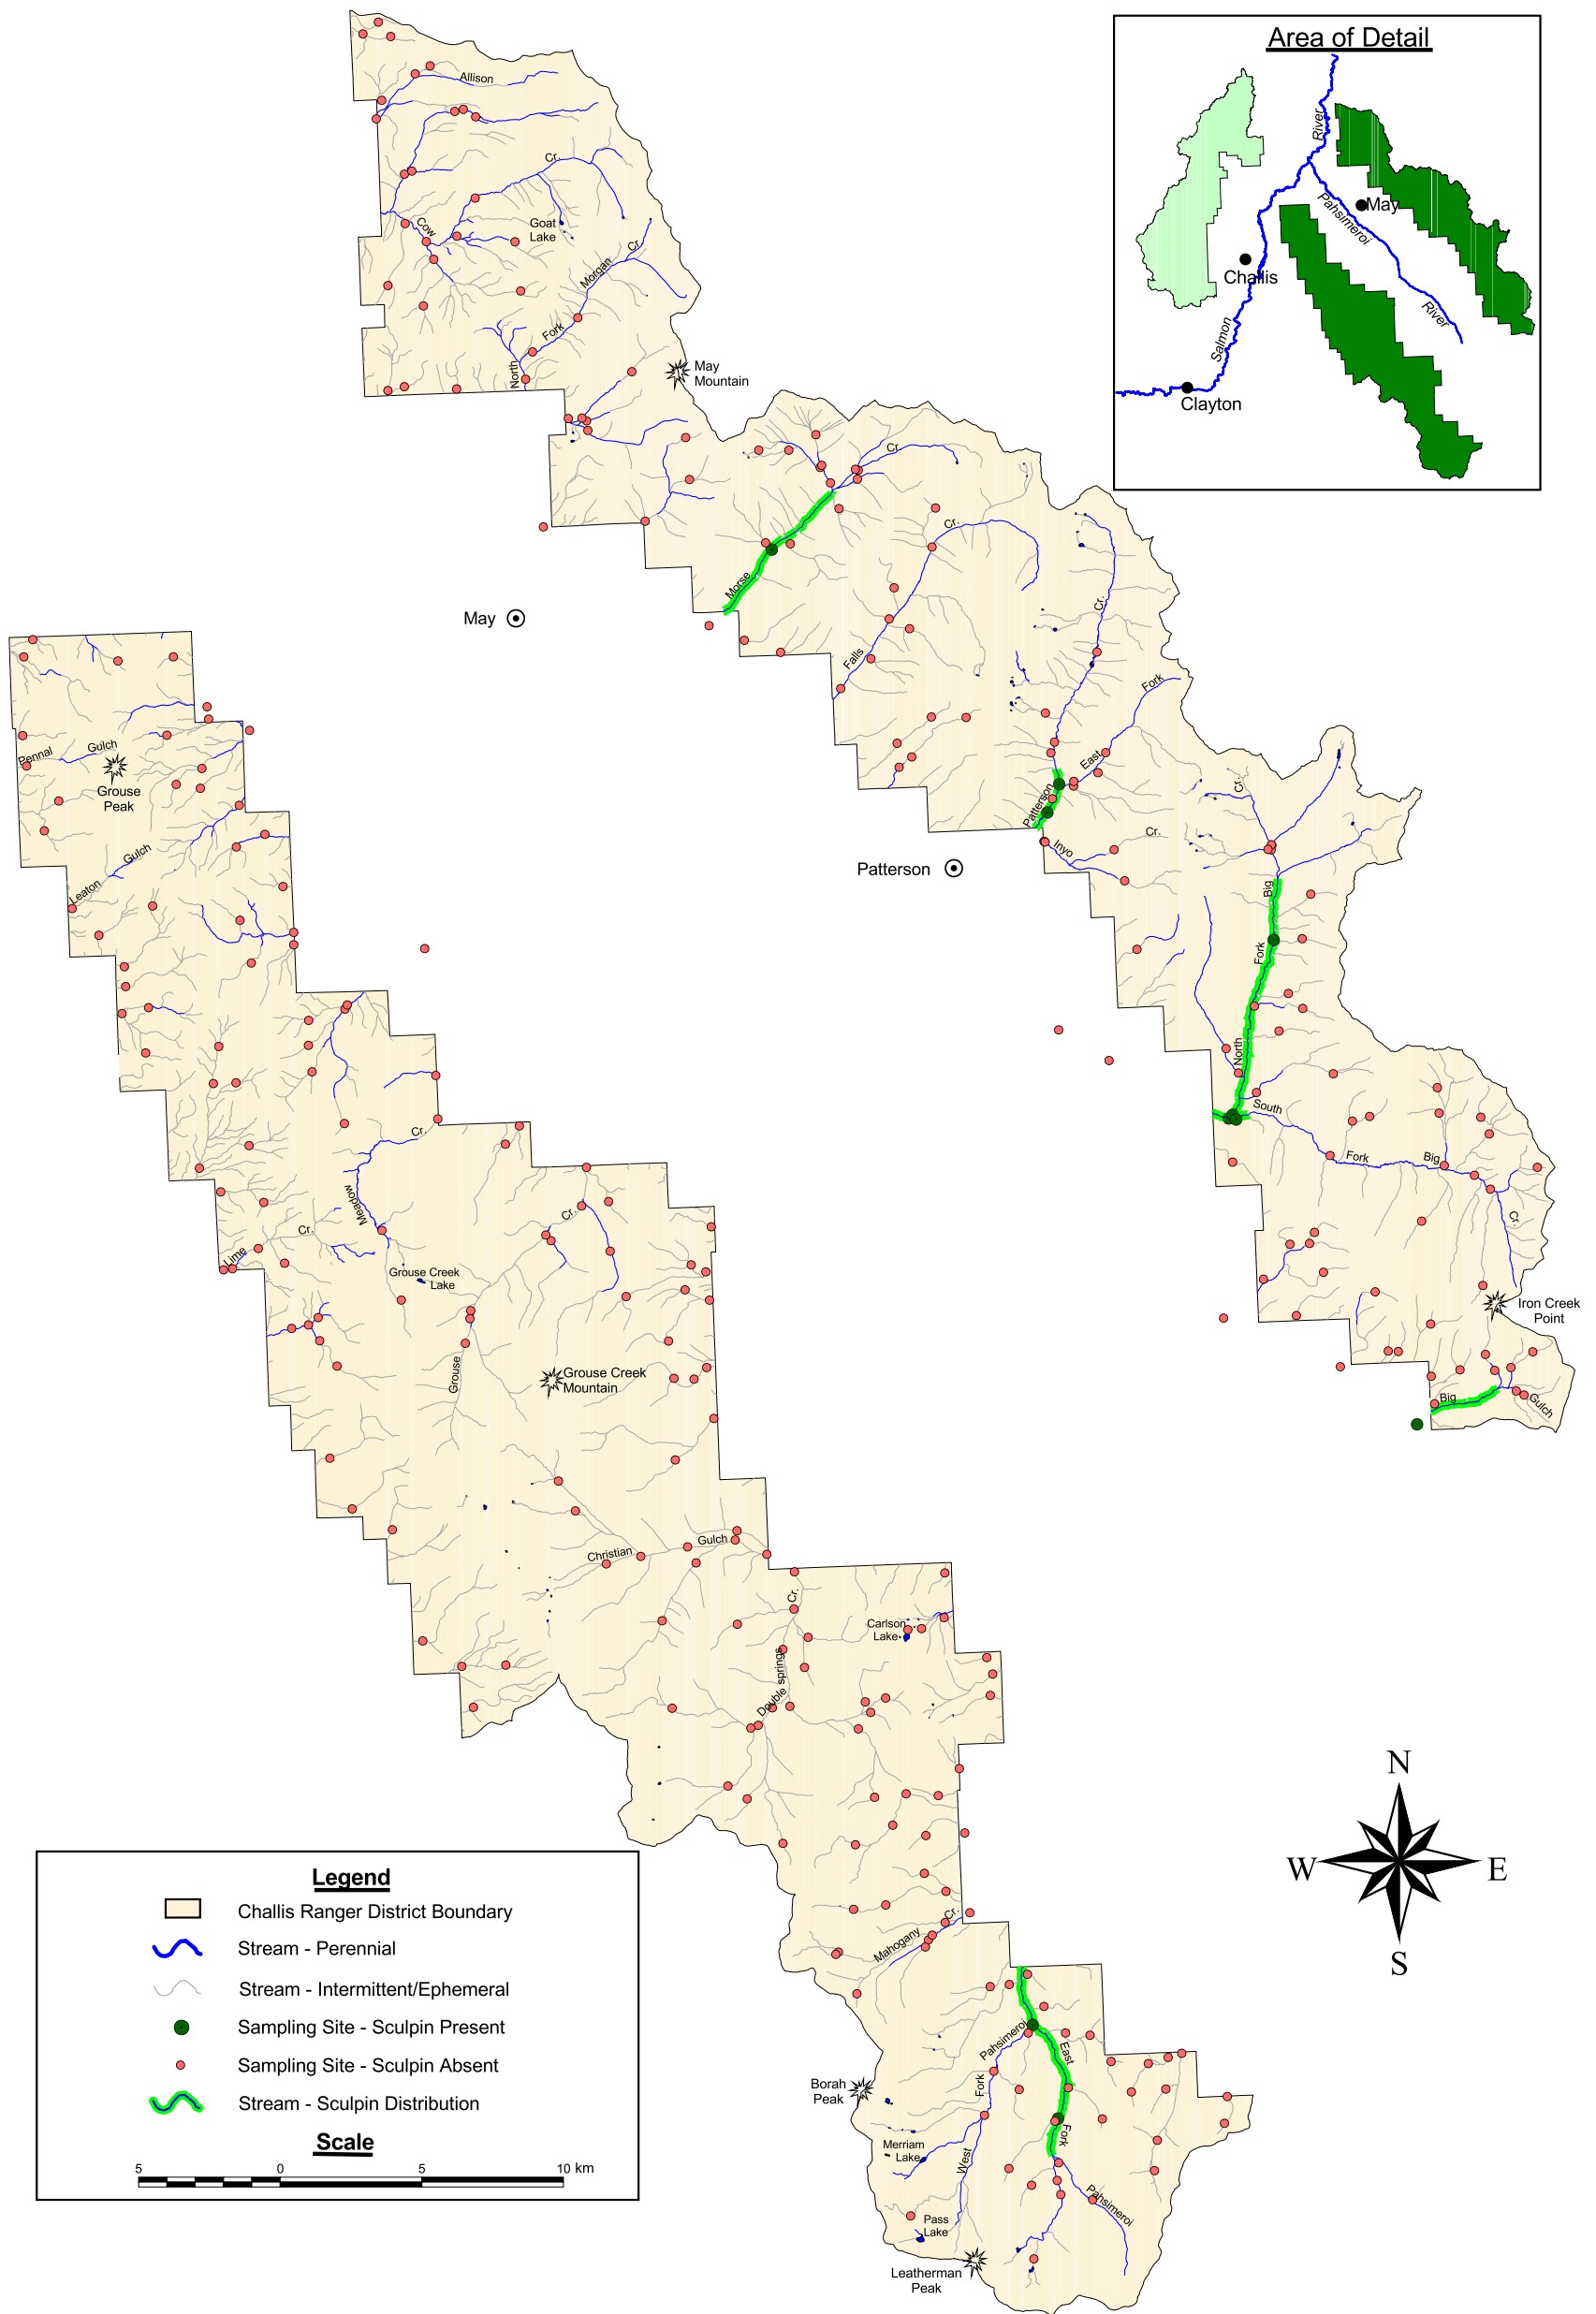 Area of Detail
River
May
Pahsimeroi
Challis
River
Salmon
Clayton
Allison
Cr.
Cow
Goat
Lake
Cr.
Morgan
Fork
North
May
Mountain
Cr.
Cr.
Morse
May
Falls
Cr.
Fork
East
Patterson
Cr.
Inyo
Patterson
Cr.
Big
Fork
North
South
Fork
Big
Cr.
Iron Creek
Point
Big
Gulch
Pennal
Gulch
Grouse
Peak
Gulch
Leaton
Cr.
Meadow
Cr.
Lime
Cr.
Grouse Creek
Lake
Grouse
Grouse Creek
Mountain
Christian
Gulch
Cr.
Carlson
Lake
springs
Double
Cr.
Mahogany
Pahsimeroi
East
Fork
Borah
Peak
Fork
Merriam
Lake
West
Pahsimeroi
Pass
Lake
Leatherman
Peak
N
W
E
S
Legend
Challis Ranger District Boundary
Stream - Perennial
Stream - Intermittent/Ephemeral
Sampling Site - Sculpin Present
Sampling Site - Sculpin Absent
Stream - Sculpin Distribution
Scale
5 0 5 10 km